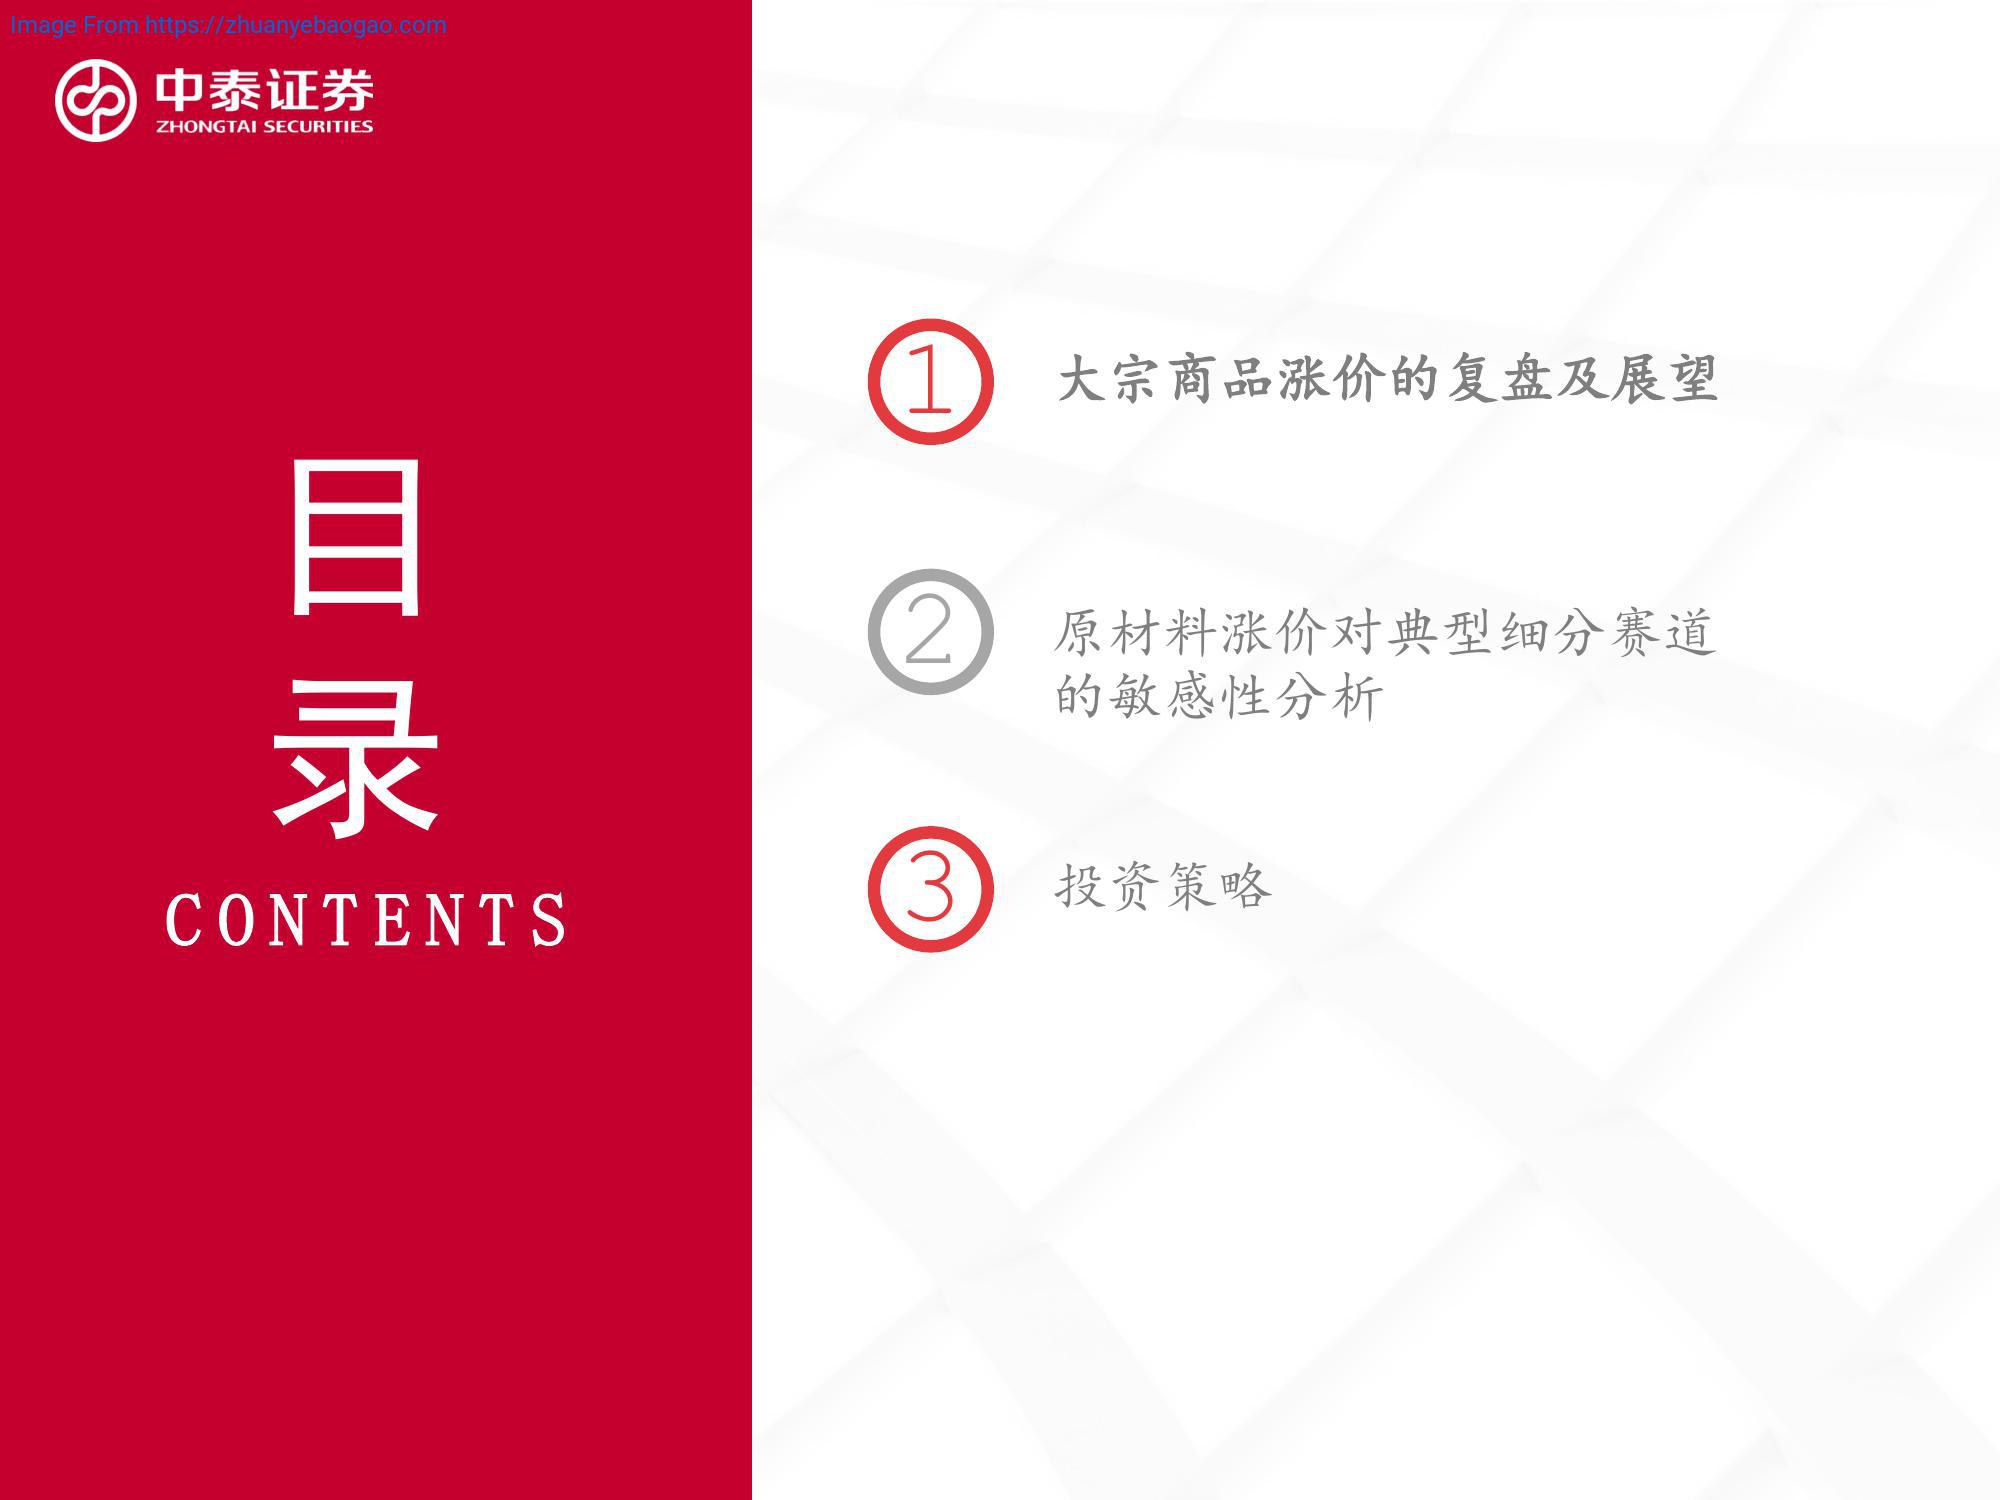 Image From https://zhuanyebaogao.com
中泰证券
ZHONGTAI SECURITIES
目
录
CONTENTS
1
大宗商品涨价的复盘及展望
2
原材料涨价对典型细分赛道
的敏感性分析
3
投资策略